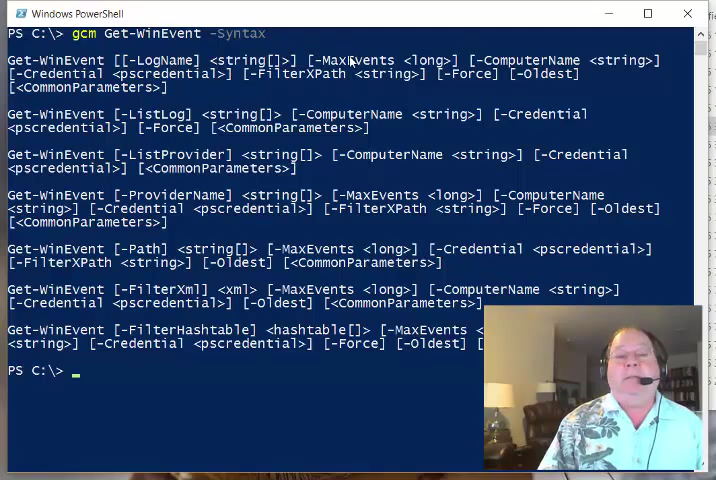 Windows PowerShell
PS C:\> gcm Get-WinEvent -Syntax
Get-WinEvent [[-LogName] <string[]>] [-MaxEvents <long>] [-ComputerName <string>]
[-Credential <pscredential>] [-FilterXPath <string>] [-Force] [-Oldest]
[<CommonParameters>]
Get-WinEvent [-ListLog] <string[]> [-ComputerName <string>] [-Credential
<pscredential>] [-Force] [<CommonParameters>]
Get-WinEvent [-ListProvider] <string[]> [-ComputerName <string>] [-Credential
<pscredential>] [<CommonParameters>]
Get-WinEvent [-ProviderName] <string[]> [-MaxEvents <long>] [-ComputerName
<string>] [-Credential <pscredential>] [-FilterXPath <string>] [-Force] [-Oldest]
[<CommonParameters>]
Get-WinEvent [-Path] <string[]> [-MaxEvents <long>] [-Credential <pscredential>]
[-FilterXPath <string>] [-Oldest] [<CommonParameters>]
Get-WinEvent [-FilterXml] <xml> [-MaxEvents <long>] [-ComputerName <string>]
[-Credential <pscredential>] [-Oldest] [<CommonParameters>]
Get-WinEvent [-FilterHashtable] <hashtable[]> [-MaxEvents <
<string>] [-Credential <pscredential>] [-Force] [-Oldest] [
PS C:\>